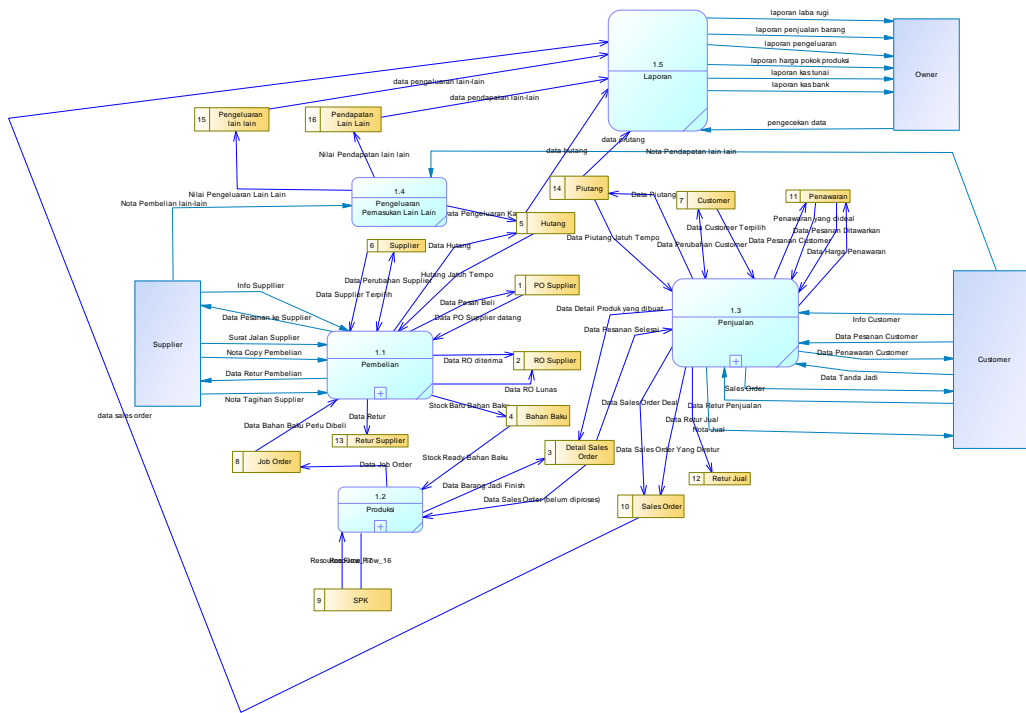 laporan laba rugi
laporan penjualan barang
laporan pengeluaran
laporan harga pokok produksi
laporan kas tunai
laporan kas bank
pengecekan data
1.5
Laporan
Owner
data pengeluaran lain-lain
data pendapatan lain-lain
15
Pengeluaran
lain lain
16
Pendapatan
Lain Lain
data hutang
data piutang
Nota Pendapatan lain lain
Nilai Pendapatan lain lain
Nilai Pengeluaran Lain Lain
Nota Pembelian lain-lain
1.4
Pengeluaran
Pemasukan Lain Lain
Data Pengeluaran Ka
14
Piutang
Data Piutang
7
Customer
11
Penawaran
5
Hutang
6
Supplier
Data Hutang
Data Piutang Jatuh Tempo
Data Customer Terpilih
Data Perubahan Customer
Penawaran yang dideal
Data Pesanan Ditawarkan
Data Pesanan Customer
Data Harga Penawaran
Data Perubahan Supplier
Hutang Jatuh Tempo
Data Supplier Terpilih
1
PO Supplier
Data Pesan Beli
Data PO Supplier datang
Info Suppllier
Data Pesanan ke Supplier
Surat Jalan Supplier
Nota Copy Pembelian
Data Retur Pembelian
Nota Tagihan Supplier
Supplier
1.1
Pembelian
Data RO diterima
2
RO Supplier
Data RO Lunas
Data Detail Produk yang dibuat
Data Pesanan Selesai
1.3
Penjualan
Info Customer
Data Pesanan Customer
Data Penawaran Customer
Data Tanda Jadi
Sales Order
Data Retur Penjualan
Nota Jual
Customer
data sales order
Data Bahan Baku Perlu Dibeli
Data Retur
13
Retur Supplier
Stock Baru Bahan Baku
4
Bahan Baku
Data Sales Order Deal
Data Retur Jual
Data Sales Order Yang Diretur
8
Job Order
Data Job Order
Stock Ready Bahan Baku
3
Detail Sales
Order
Data Barang Jadi Finish
Data Sales Order (belum diproses)
12
Retur Jual
1.2
Produksi
10
Sales Order
9
SPK